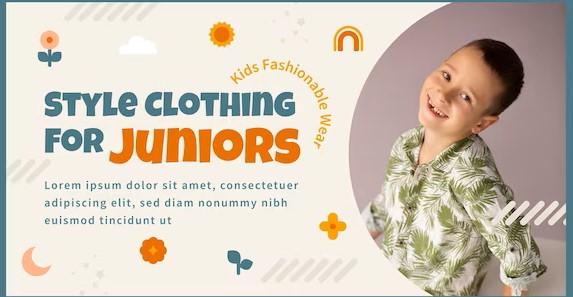 Kids Fashionable Wear
STYLE CLOTHING
FOR JUNIORS
Lorem ipsum dolor sit amet, consectetuer
adipiscing elit, sed diam nonummy nibh
euismod tincidunt ut